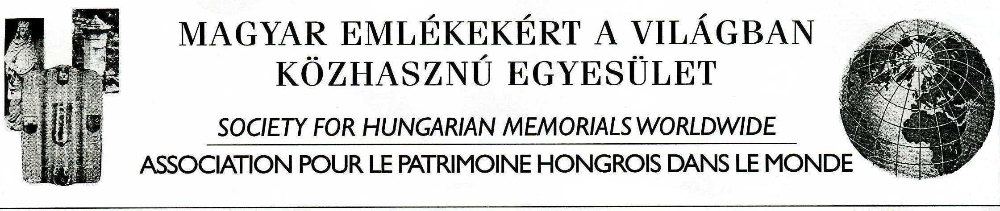 MAGYAR EMLÉKEKÉRT A VILÁGBAN
KÖZHASZNÚ EGYESÜLET
SOCIETY FOR HUNGARIAN MEMORIALS WORLDWIDE
ASSOCIATION POUR LE PATRIMOINE HONGROIS DANS LE MONDE